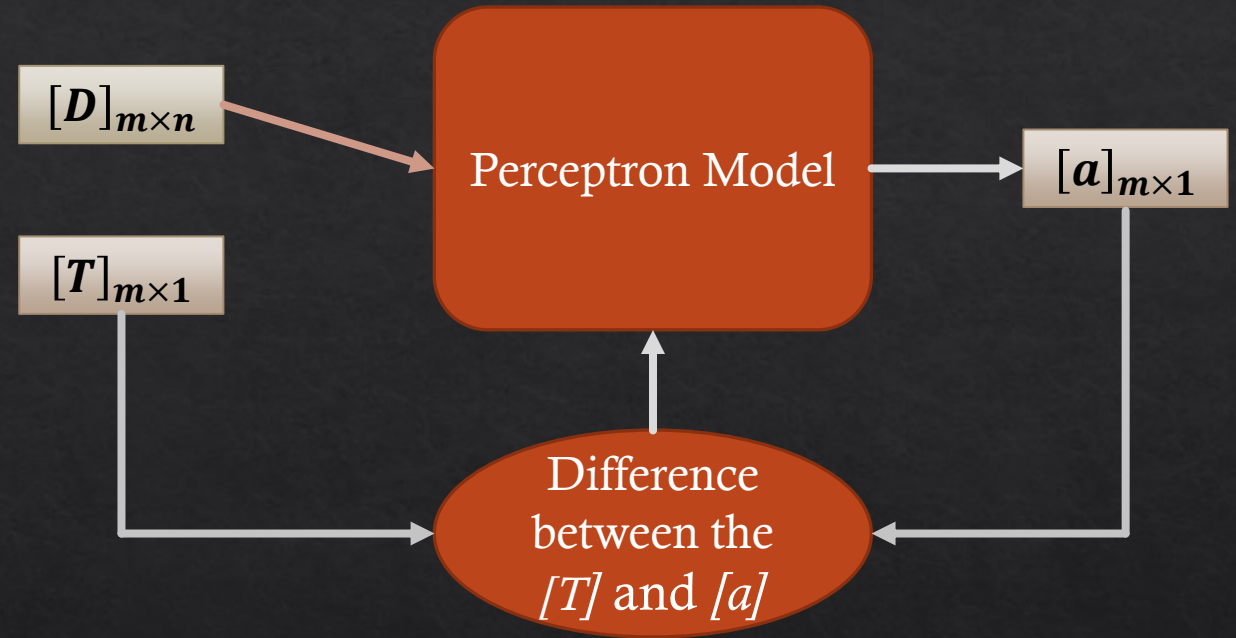 [D]m×n
Perceptron Model
[a]m×1
[T]m×1
Difference
between the
[T] and [a]